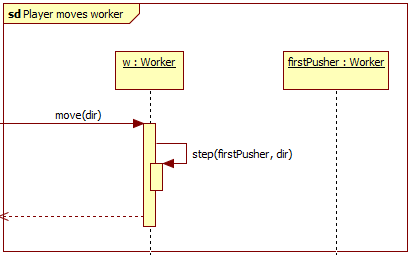 sd Player moves worker
w : Worker
firstPusher : Worker
move(dir)
step(firstPusher, dir)